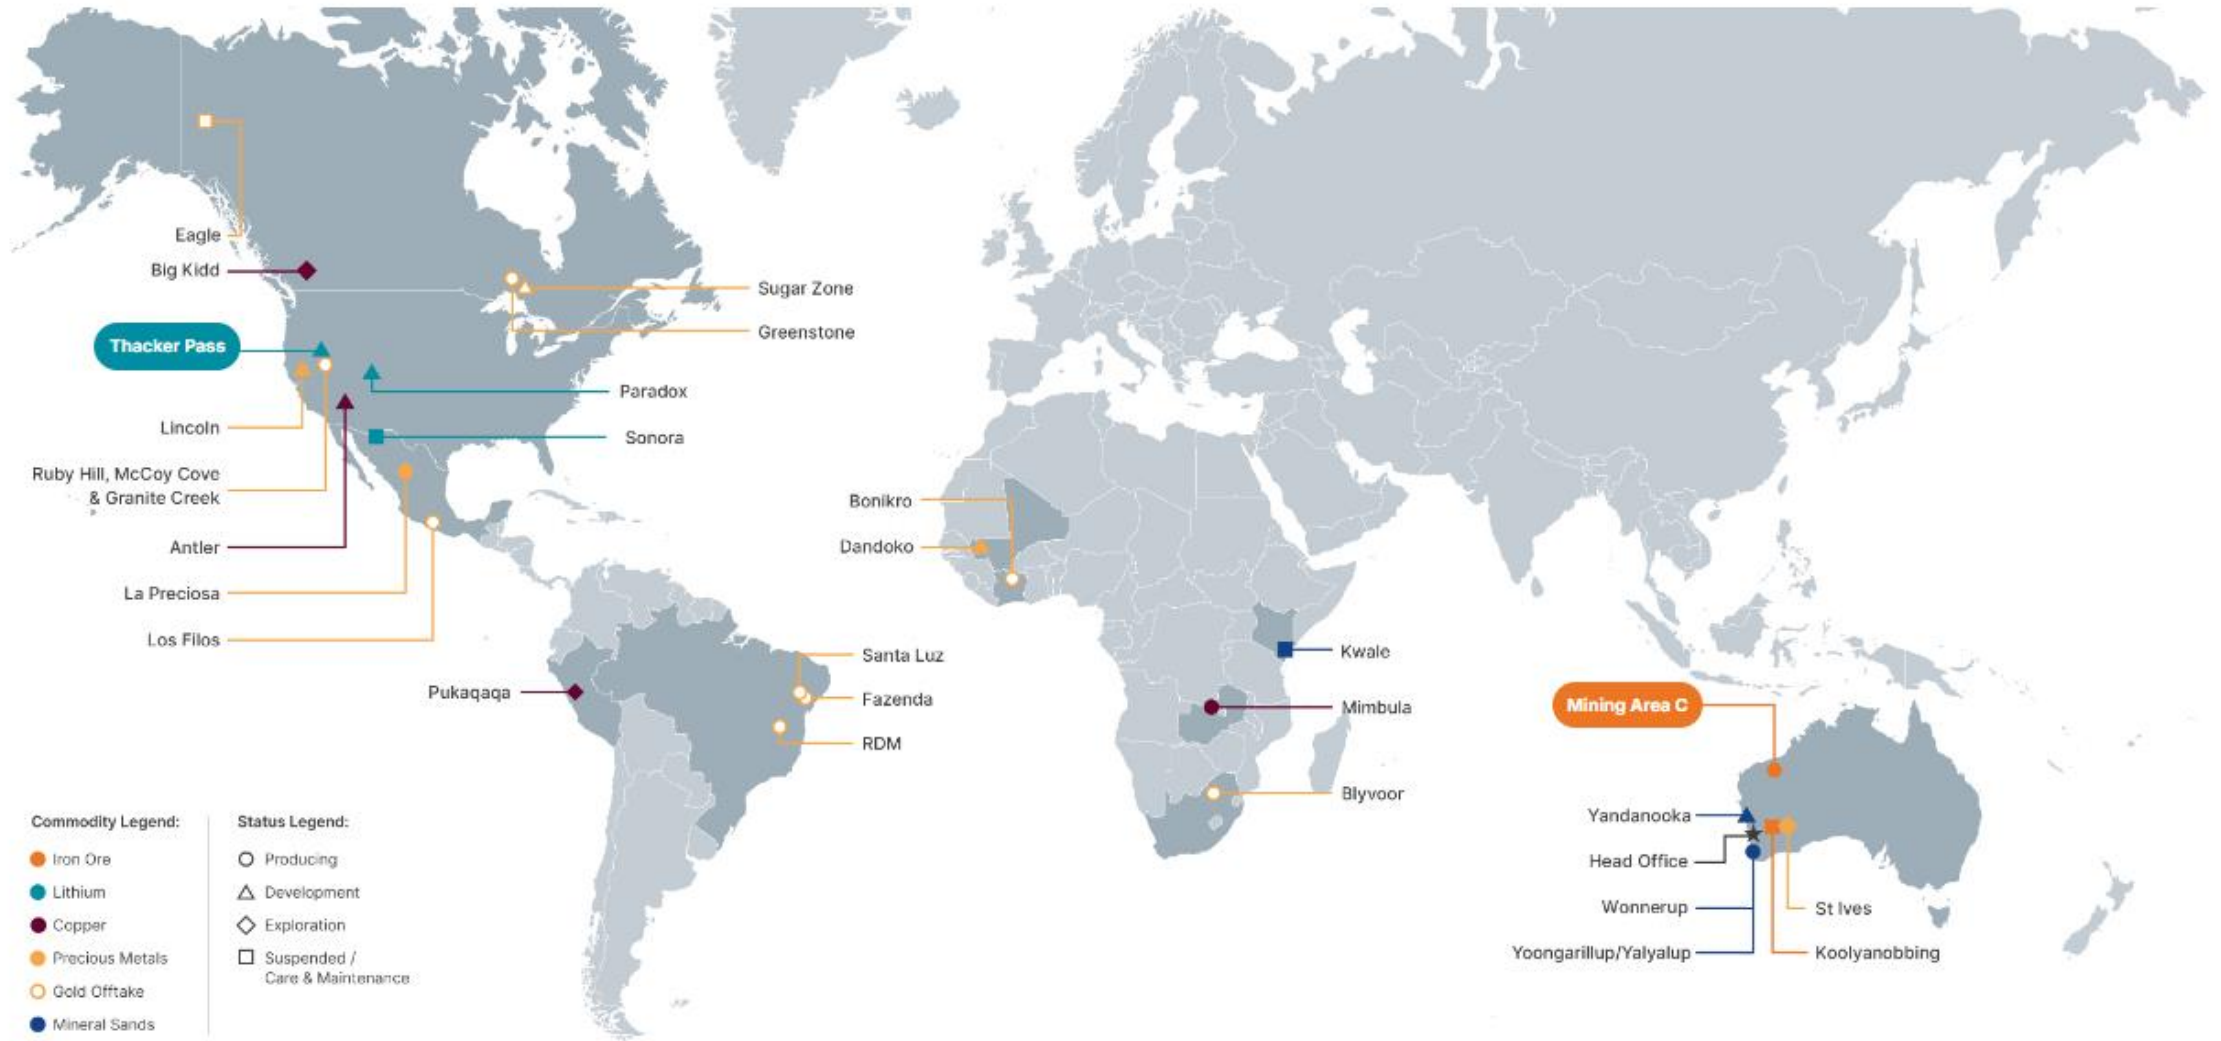 Eagle
Big Kidd
Thacker Pass
Lincoln
Ruby Hill, McCoy Cove
& Granite Creek
Antler
La Preciosa
Los Filos
Sugar Zone
Greenstone
Paradox
Sonora
Pukaqaqa
Santa Luz
Fazenda
RDM
Bonikro
Dandoko
Kwale
Mimbula
Blyvoor
Mining Area C
Yandanooka
Head Office
Wonnerup
Yoongarillup/Yalyalup
St Ives
Koolyanobbing
Commodity Legend:
Iron Ore
Lithium
Copper
Precious Metals
Gold Offtake
Mineral Sands
Status Legend:
Producing
Development
Exploration
Suspended /
Care & Maintenance